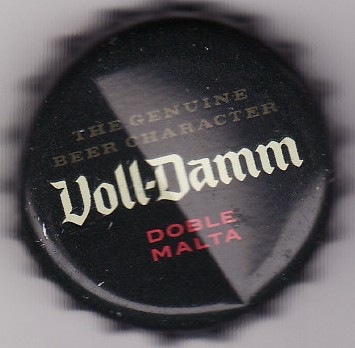 THE GENUINE
BEER CHARACTER
Voll-Damm
DOBLE
MALTA